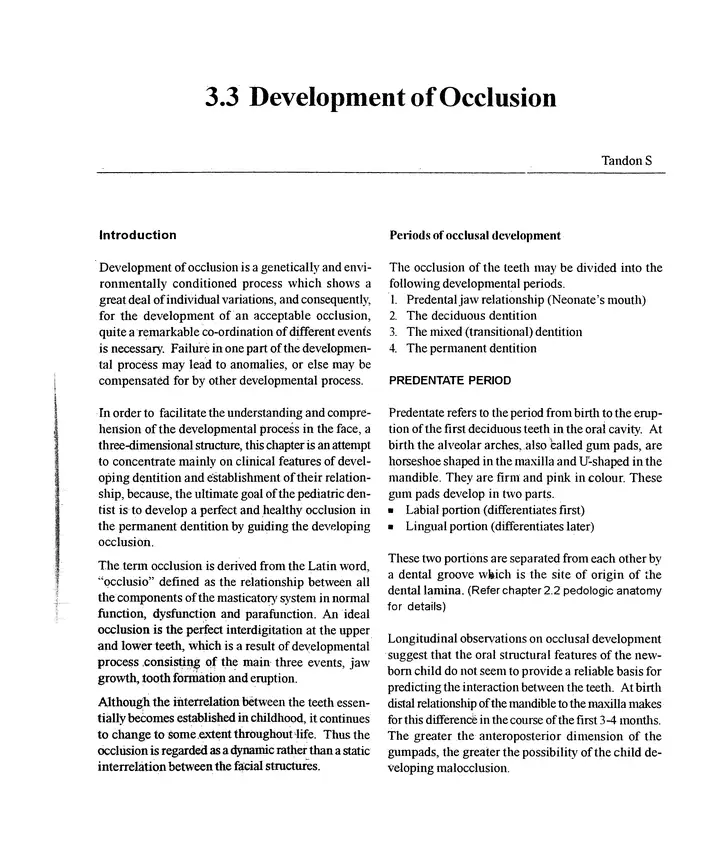 3.3 Development of Occlusion
Tandon S
Introduction
Development of occlusion is a genetically and envi-
ronmentally conditioned process which shows a
great deal of individual variations, and consequently,
for the development of an acceptable occlusion,
quite a remarkable co-ordination of different events
is necessary. Failure in one part of the developmen-
tal process may lead to anomalies, or else may be
compensated for by other developmental process.
In order to facilitate the understanding and compre-
hension of the developmental process in the face, a
three-dimensional structure, this chapter is an attempt
to concentrate mainly on clinical features of devel-
oping dentition and establishment of their relation-
ship, because, the ultimate goal of the pediatric den-
tist is to develop a perfect and healthy occlusion in
the permanent dentition by guiding the developing
occlusion.
The term occlusion is derived from the Latin word,
“occlusio” defined as the relationship between all
the components of the masticatory system in normal
function, dysfunction and parafunction. An ideal
occlusion is the perfect interdigitation at the upper
and lower teeth, which is a result of developmental
process consisting of the main three events, jaw
growth, tooth formation and eruption.
Although the interrelation between the teeth essen-
tially becomes established in childhood, it continues
to change to some extent throughout life. Thus the
occlusion is regarded as a dynamic rather than a static
interrelation between the facial structures.
Periods of occlusal development
The occlusion of the teeth may be divided into the
following developmental periods.
1. Predental jaw relationship (Neonate's mouth)
2. The deciduous dentition
3. The mixed (transitional) dentition
4. The permanent dentition
PREDENTATE PERIOD
Predentate refers to the period from birth to the erup-
tion of the first deciduous teeth in the oral cavity. At
birth the alveolar arches, also called gum pads, are
horseshoe shaped in the maxilla and U-shaped in the
mandible. They are firm and pink in colour. These
gum pads develop in two parts.
▪ Labial portion (differentiates first)
▪ Lingual portion (differentiates later)
These two portions are separated from each other by
a dental groove which is the site of origin of the
dental lamina. (Refer chapter 2.2 pedologic anatomy
for details)
Longitudinal observations on occlusal development
suggest that the oral structural features of the new-
born child do not seem to provide a reliable basis for
predicting the interaction between the teeth. At birth
distal relationship of the mandible to the maxilla makes
for this difference in the course of the first 3-4 months.
The greater the anteroposterior dimension of the
gumpads, the greater the possibility of the child de-
veloping malocclusion.